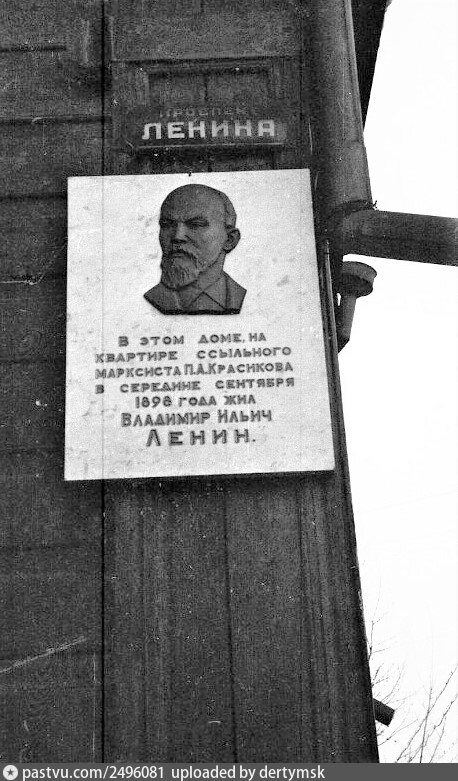 ПРОСПЕКТ
ЛЕНИНА
В ЭТОМ ДОМЕ, НА
КВАРТИРЕ ССЫЛЬНОГО
МАРКСИСТА П.А.КРАСИКОВА
В СЕРЕДИНЕ СЕНТЯБРЯ
1898 ГОДА ЖИЛ
ВЛАДИМИР ИЛЬИЧ
ЛЕНИН.
pastvu.com/2496081 uploaded by dertymsk